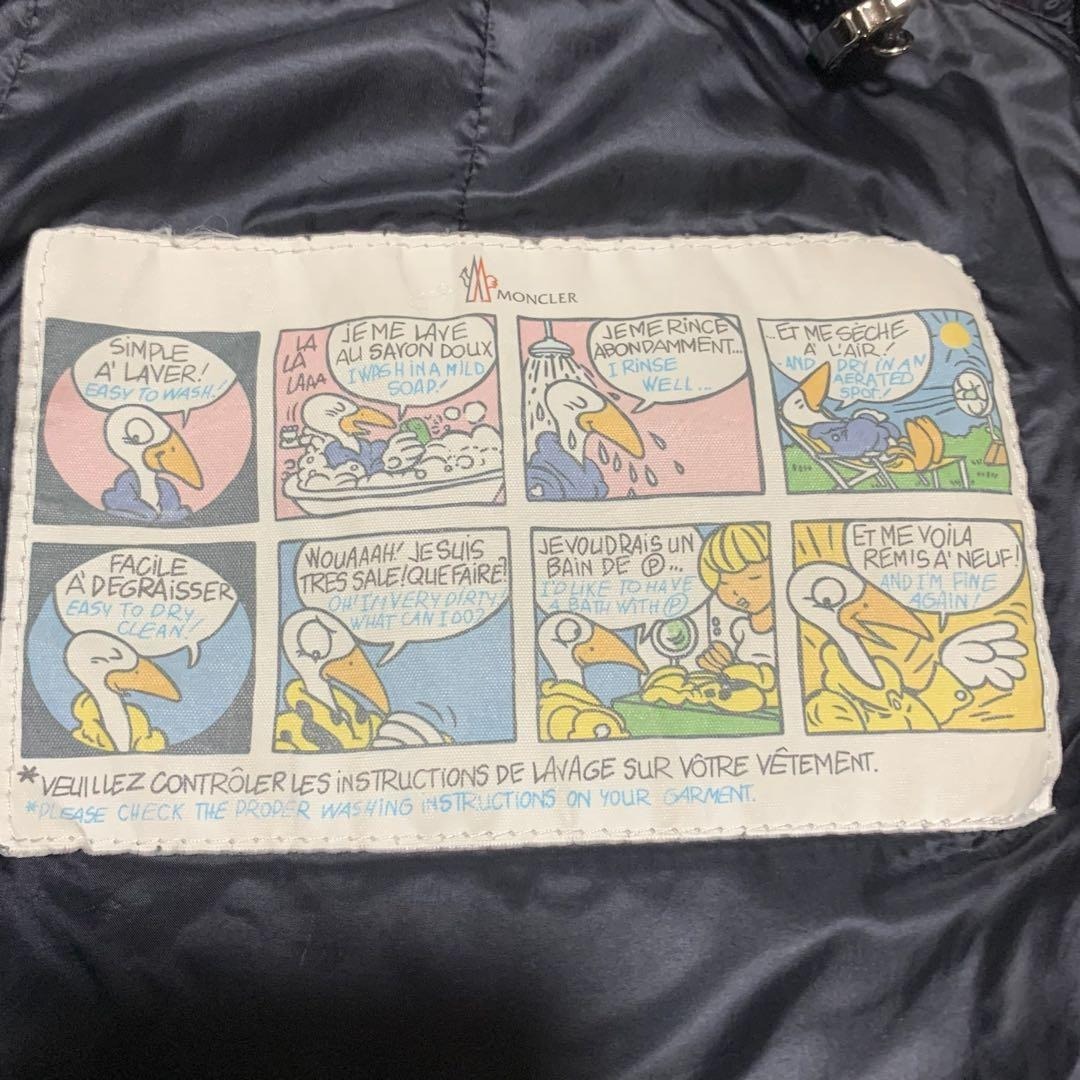 MONCLER
SIMPLE
A' LAVER!
EASY TO WASH!
LA
LA
LAAA
JE ME LAVE
AU SAVON DOUX
I WASH IN A MILD
SOAP!
JE ME RINCE
ABONDAMMENT...
I RINSE
WELL...
...ET ME SÈCHE
A' L'AIR!
AND DRY IN AN
AERATED
SPOT!
FACILE
A' DEGRAISSER
EASY TO DRY
CLEAN!
WOUAAAH! JE SUIS
TRES SALE! QUE FAIRE?
OH! I'M VERY DIRTY!
WHAT CAN I DO?
JE VOUDRAIS UN
BAIN DE Ⓟ...
I'D LIKE TO HAVE
A BATH WITH Ⓟ
ET ME VOILA
REMIS A' NEUF!
AND I'M FINE
AGAIN!
*VEUILLEZ CONTRÔLER LES INSTRUCTIONS DE LAVAGE SUR VÔTRE VÊTEMENT.
*PLEASE CHECK THE PROPER WASHING INSTRUCTIONS ON YOUR GARMENT.